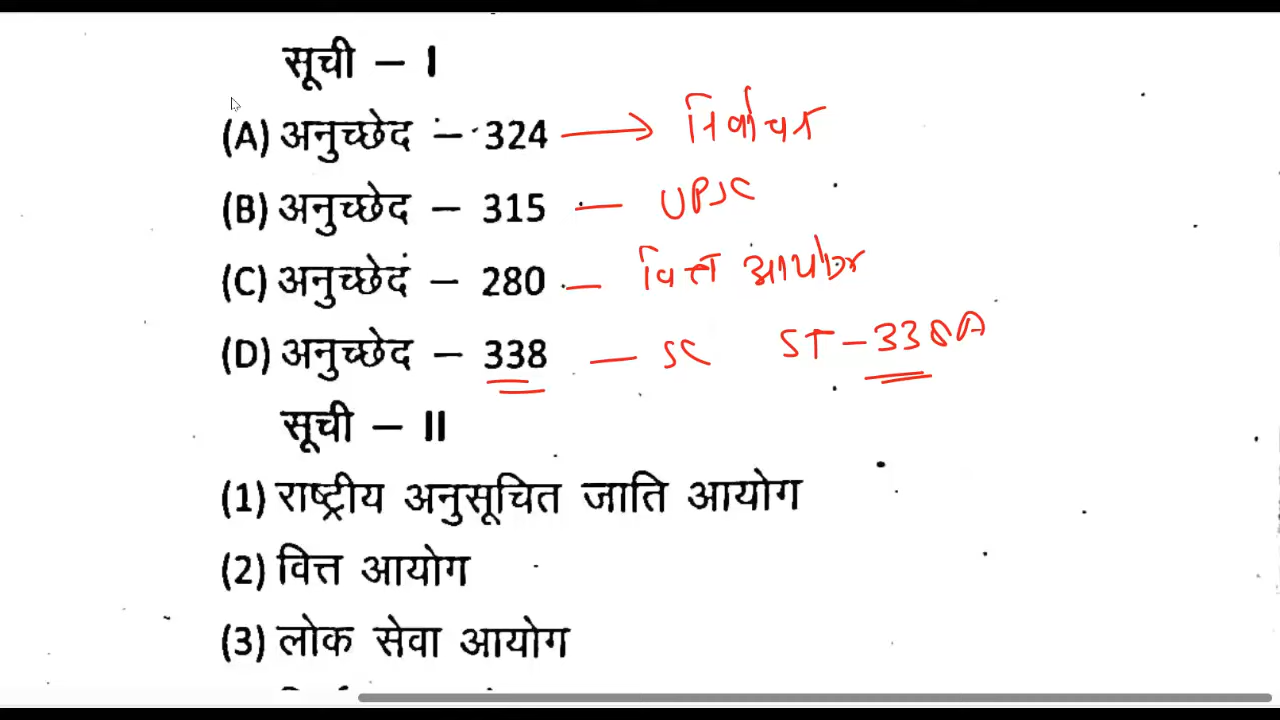 सूची – I
(A) अनुच्छेद – 324 → निर्वाचन
(B) अनुच्छेद – 315 – UPSC
(C) अनुच्छेदं – 280 – वित्त आयोग
(D) अनुच्छेद – 338 – SC ST – 338A
सूची – II
(1) राष्ट्रीय अनुसूचित जाति आयोग
(2) वित्त आयोग
(3) लोक सेवा आयोग